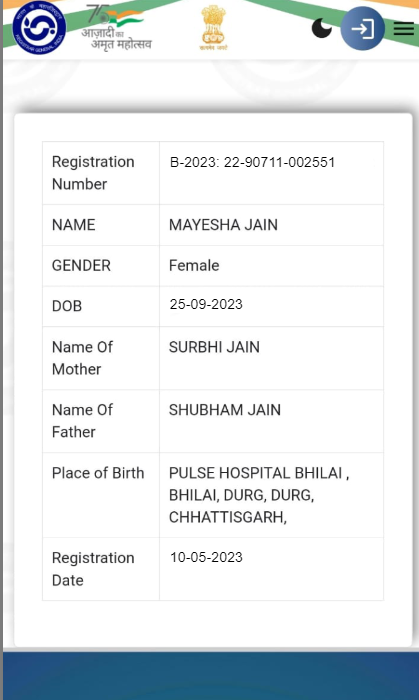 75
आज़ादी का
अमृत महोत्सव
सत्यमेव जयते
Registration Number
B-2023: 22-90711-002551
NAME
MAYESHA JAIN
GENDER
Female
DOB
25-09-2023
Name Of
Mother
SURBHI JAIN
Name Of
Father
SHUBHAM JAIN
Place of Birth
PULSE HOSPITAL BHILAI ,
BHILAI, DURG, DURG,
CHHATTISGARH,
Registration
Date
10-05-2023